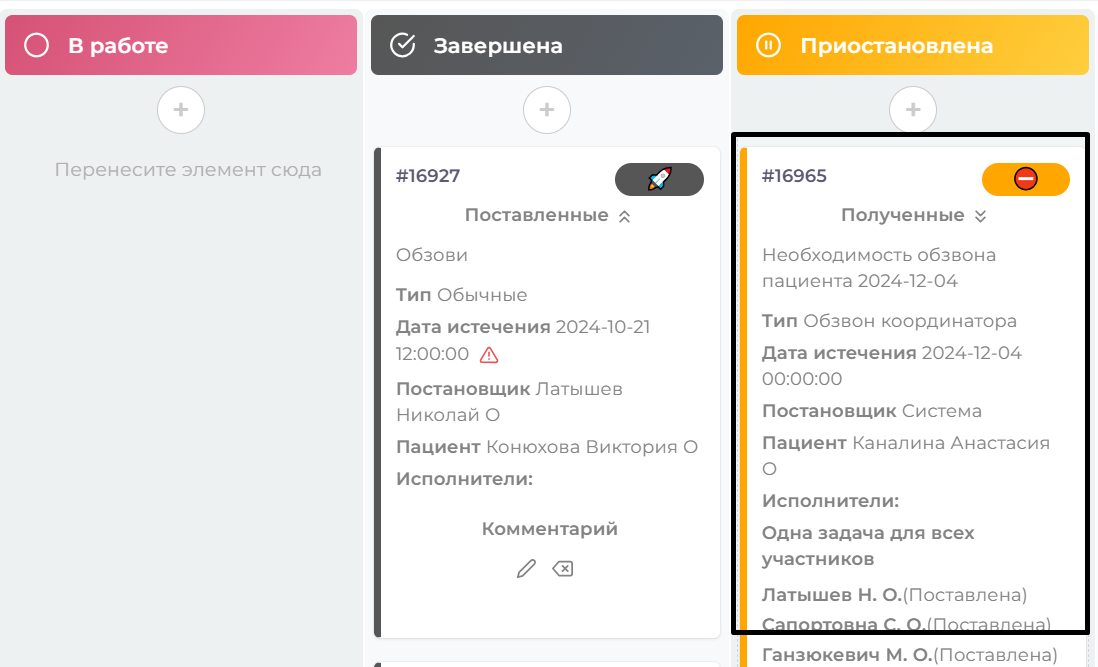 В работе
Перенесите элемент сюда
Завершена
#16927
Поставленные
Обзови
Тип Обычные
Дата истечения 2024-10-21
12:00:00
Постановщик Латышев
Николай О
Пациент Конюхова Виктория О
Исполнители:
Комментарий
Приостановлена
#16965
Полученные
Необходимость обзвона
пациента 2024-12-04
Тип Обзвон координатора
Дата истечения 2024-12-04
00:00:00
Постановщик Система
Пациент Каналина Анастасия
О
Исполнители:
Одна задача для всех
участников
Латышев Н. О.(Поставлена)
Сапортовна С. О.(Поставлена)
Ганзюкевич М. О.(Поставлена)